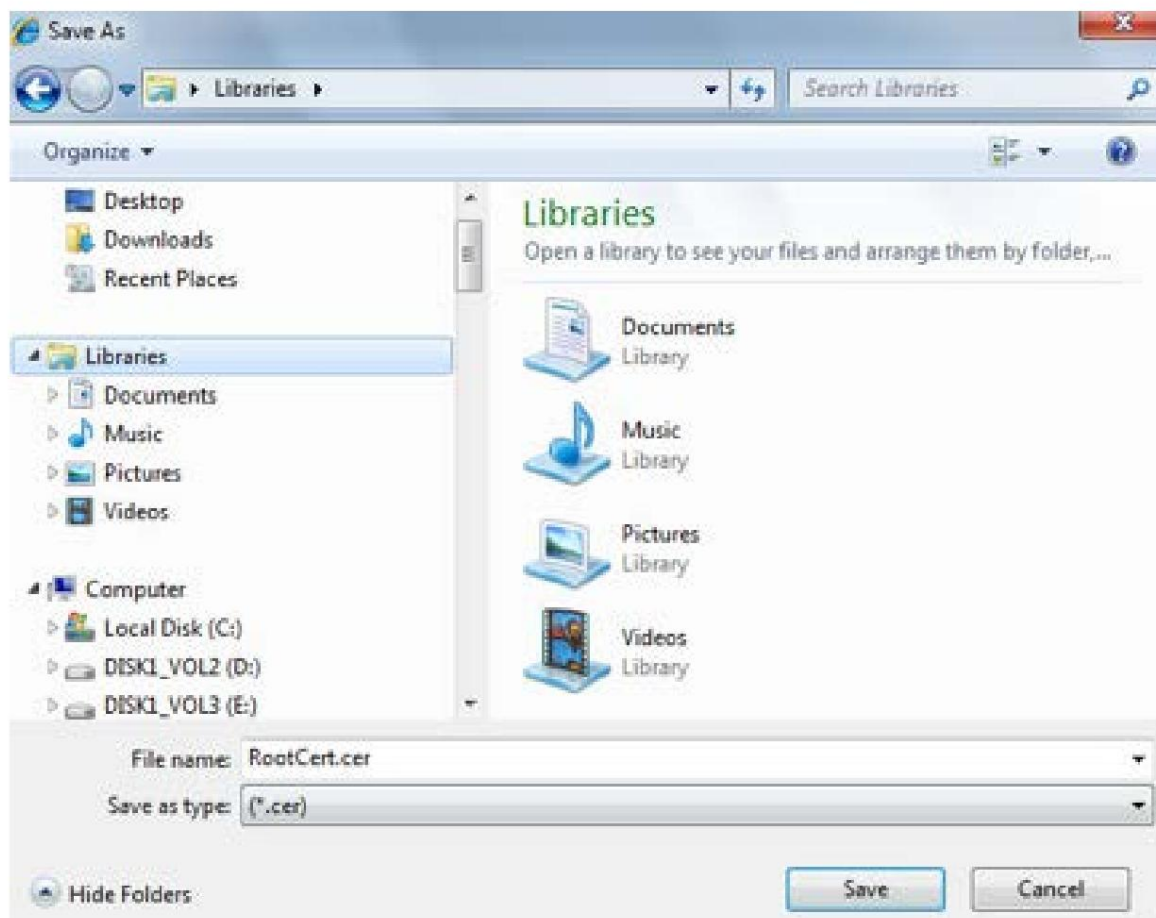 Save As
Libraries
Search Libraries
Organize
Desktop
Downloads
Recent Places
Libraries
Documents
Music
Pictures
Videos
Computer
Local Disk (C:)
DISK1_VOL2 (D:)
DISK1_VOL3 (E:)
Libraries
Open a library to see your files and arrange them by folder,...
Documents
Library
Music
Library
Pictures
Library
Videos
Library
File name: RootCert.cer
Save as type: (*.cer)
Hide Folders
Save
Cancel